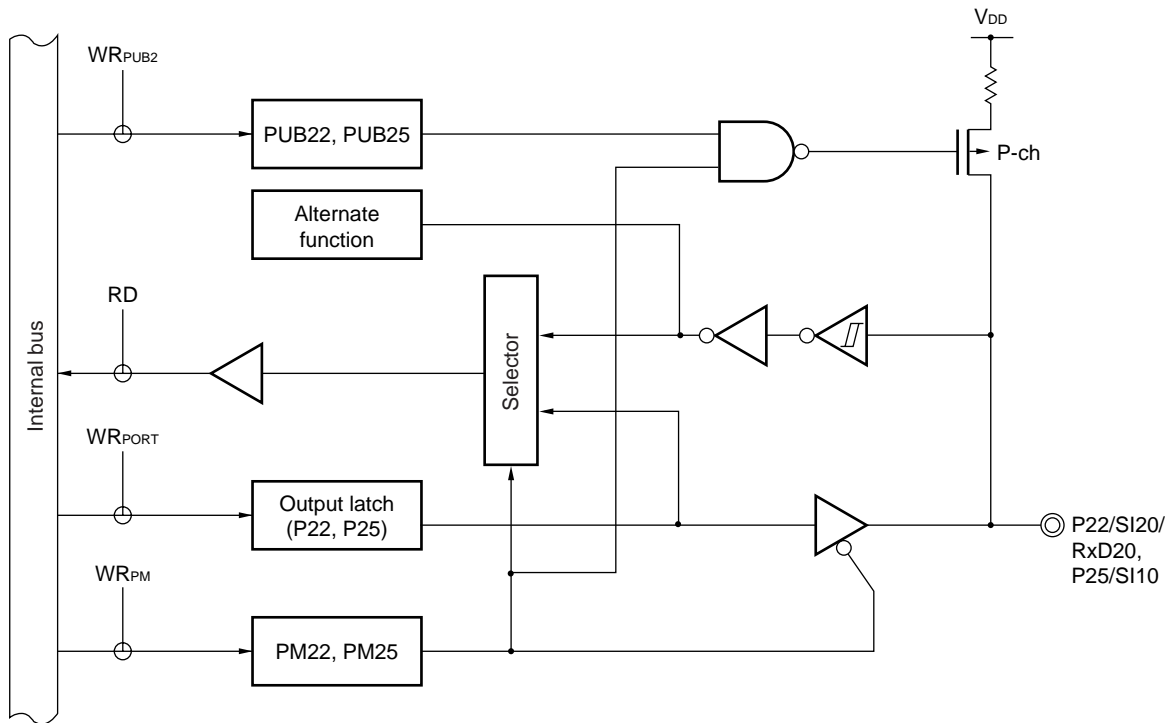 VDD
WRPUB2
PUB22, PUB25
P-ch
Alternate
function
RD
Internal bus
Selector
WRPORT
Output latch
(P22, P25)
P22/SI20/
RxD20,
P25/SI10
WRPM
PM22, PM25